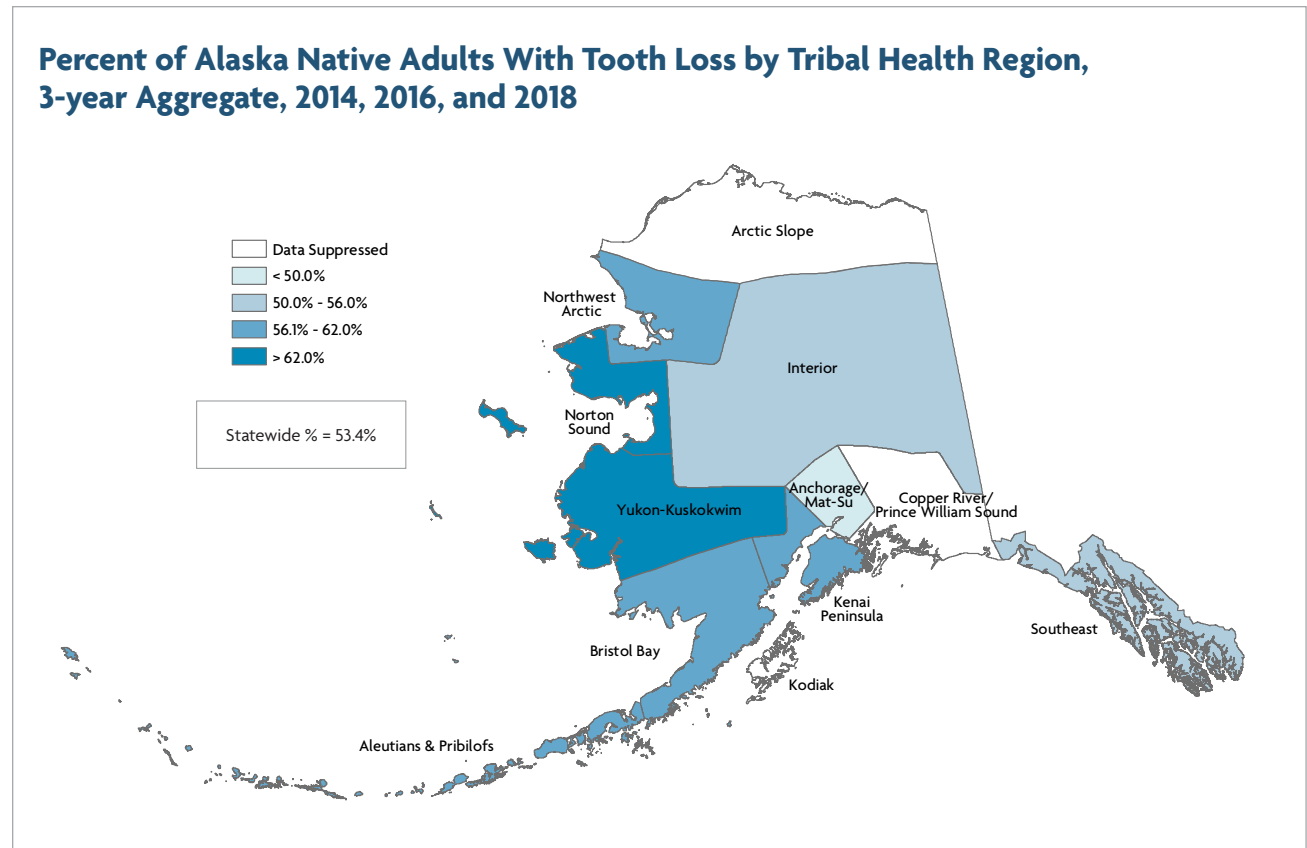 Percent of Alaska Native Adults With Tooth Loss by Tribal Health Region,
3-year Aggregate, 2014, 2016, and 2018
Data Suppressed
< 50.0%
50.0% - 56.0%
56.1% - 62.0%
> 62.0%
Statewide % = 53.4%
Arctic Slope
Northwest
Arctic
Interior
Norton
Sound
Anchorage/
Mat-Su
Copper River/
Prince William Sound
Yukon-Kuskokwim
Kenai
Peninsula
Southeast
Bristol Bay
Kodiak
Aleutians & Pribilofs